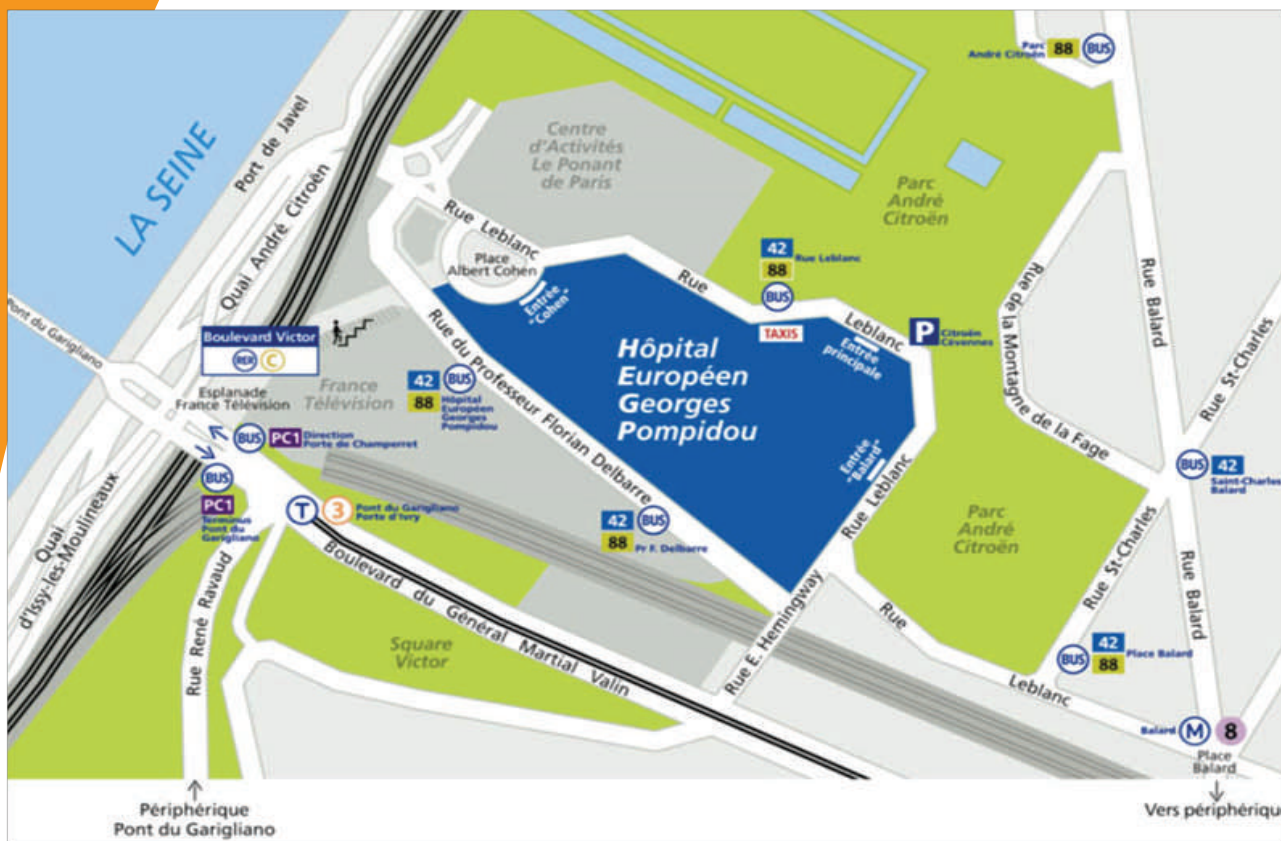 Parc
André Citroën
88
BUS
LA SEINE
Port de Javel
Quai André Citroën
Centre
d'Activités
Le Ponant
de Paris
Parc
André
Citroën
Rue Leblanc
Place
Albert Cohen
Entrée
"Cohen"
42
88
Rue Leblanc
BUS
TAXIS
Rue
Leblanc
Entrée
principale
P
Citroën
Cévennes
Rue de la Montagne de la Fage
Rue Balard
Rue St-Charles
Pont du Garigliano
Boulevard Victor
RER
C
Esplanade
France Télévision
France
Télévision
42
88
BUS
Hôpital
Européen
Georges
Pompidou
Rue du Professeur Florian Delbarre
Hôpital
Européen
Georges
Pompidou
Entrée
"Balard"
Rue Leblanc
BUS
PC1
Direction
Porte de Champerret
BUS
PC1
Terminus
Pont du
Garigliano
T
3
Pont du Garigliano
Porte d'Ivry
42
88
BUS
Pr F. Delbarre
BUS
42
Saint-Charles
Balard
Parc
André
Citroën
Quai
d'Issy-les-Moulineaux
Rue René Ravaud
Boulevard du Général Martial Valin
Square
Victor
Rue E. Hemingway
Rue
Leblanc
Rue St-Charles
Rue Balard
BUS
42
88
Place Balard
Balard
M
8
Place
Balard
Périphérique
Pont du Garigliano
Vers périphérique